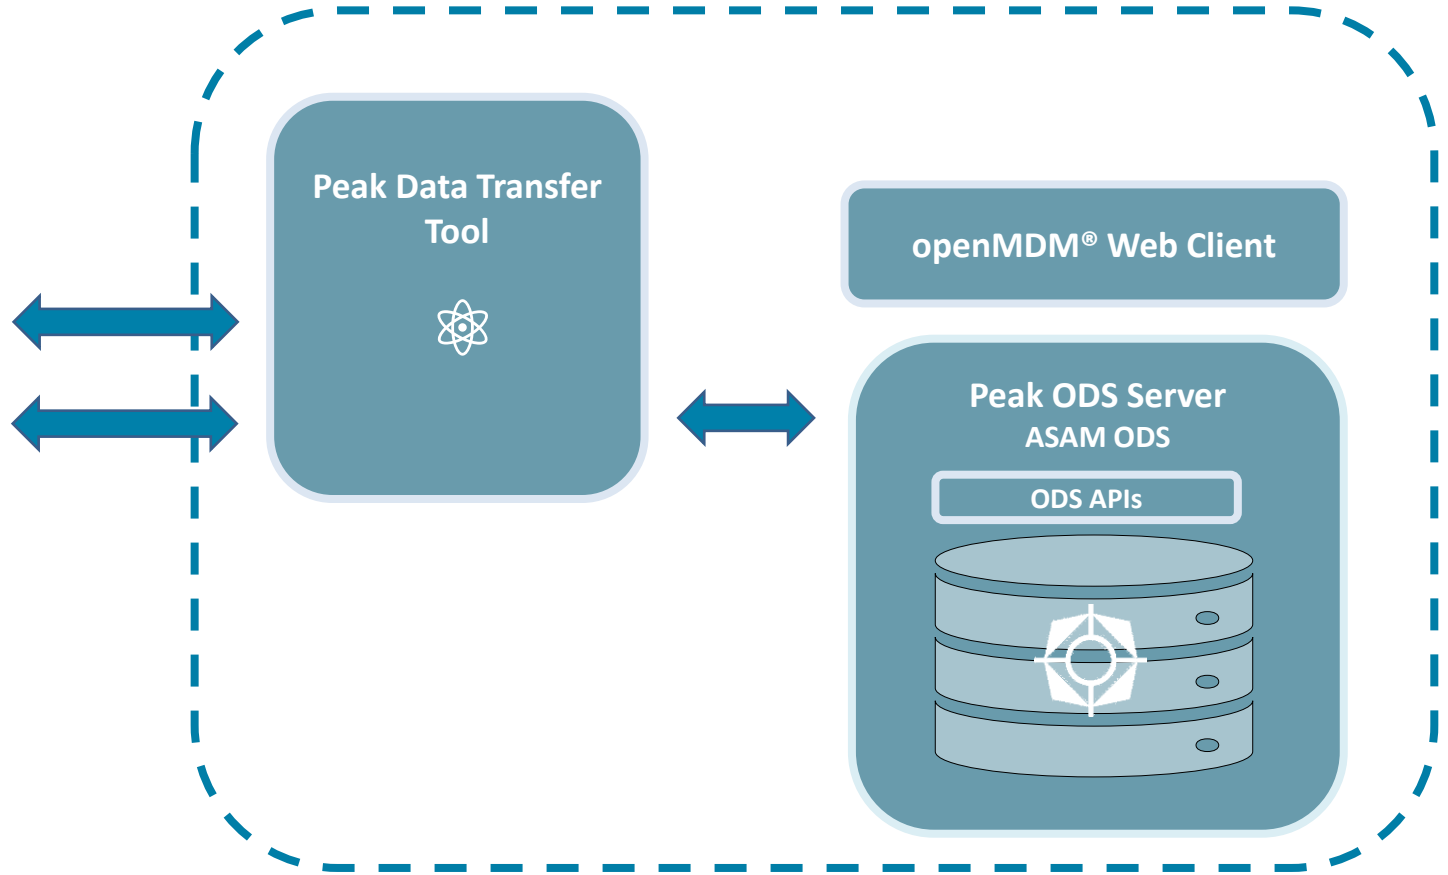 Peak Data Transfer
Tool
openMDM® Web Client
Peak ODS Server
ASAM ODS
ODS APIs